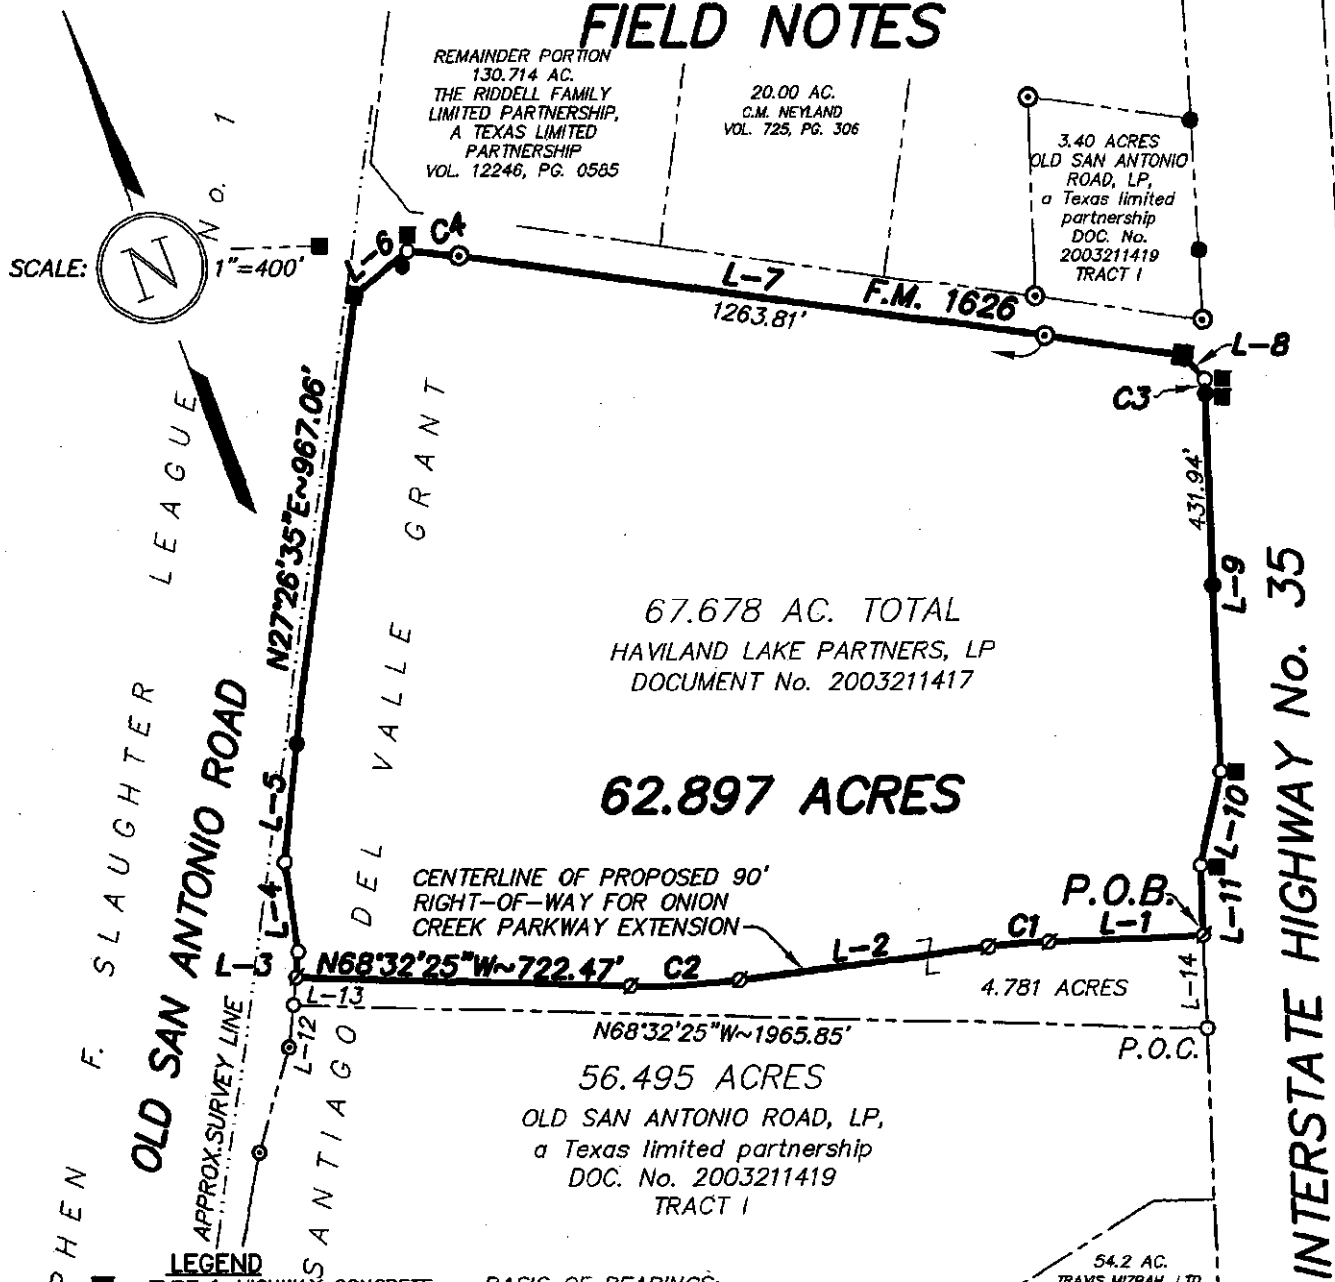 FIELD NOTES
REMAINDER PORTION
130.714 AC.
THE RIDDELL FAMILY
LIMITED PARTNERSHIP,
A TEXAS LIMITED
PARTNERSHIP
VOL. 12246, PG. 0585
20.00 AC.
C.M. NEYLAND
VOL. 725, PG. 306
3.40 ACRES
OLD SAN ANTONIO
ROAD, LP,
a Texas limited
partnership
DOC. No.
2003211419
TRACT I
No. 1
SCALE:
N
1"=400'
L-6
C4
L-7
1263.81'
F.M. 1626
L-8
C3
431.94'
L-9
N27°26'35"E~967.06'
LEAGUE
GRANT
67.678 AC. TOTAL
HAVILAND LAKE PARTNERS, LP
DOCUMENT No. 2003211417
62.897 ACRES
INTERSTATE HIGHWAY No. 35
SLAUGHTER
DEL VALLE
OLD SAN ANTONIO ROAD
L-5
L-4
L-3
CENTERLINE OF PROPOSED 90'
RIGHT-OF-WAY FOR ONION
CREEK PARKWAY EXTENSION
P.O.B.
L-10
L-11
L-1
C1
L-2
C2
N68°32'25"W~722.47'
L-13
L-12
4.781 ACRES
L-14
N68°32'25"W~1965.85'
P.O.C.
56.495 ACRES
OLD SAN ANTONIO ROAD, LP,
a Texas limited partnership
DOC. No. 2003211419
TRACT I
F.
PHEN
APPROX.SURVEY LINE
SANTIAGO
LEGEND
TYPE 1 HIGHWAY CONCRETE
BASIS OF BEARINGS:
54.2 AC.
TRAVIS MIZRAH, LTD